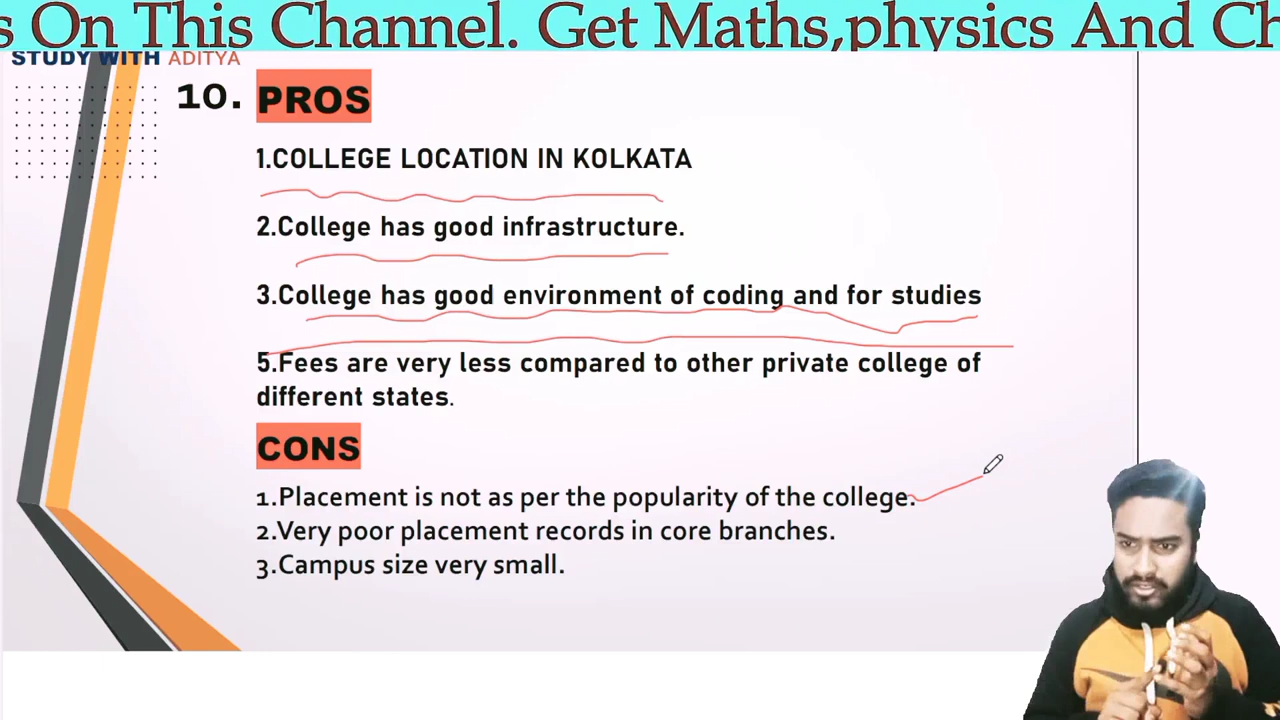 s On This Channel. Get Maths,physics And Ch
STUDY WITH ADITYA
10. PROS
1.COLLEGE LOCATION IN KOLKATA
2.College has good infrastructure.
3.College has good environment of coding and for studies
5.Fees are very less compared to other private college of
different states.
CONS
1.Placement is not as per the popularity of the college.
2.Very poor placement records in core branches.
3.Campus size very small.